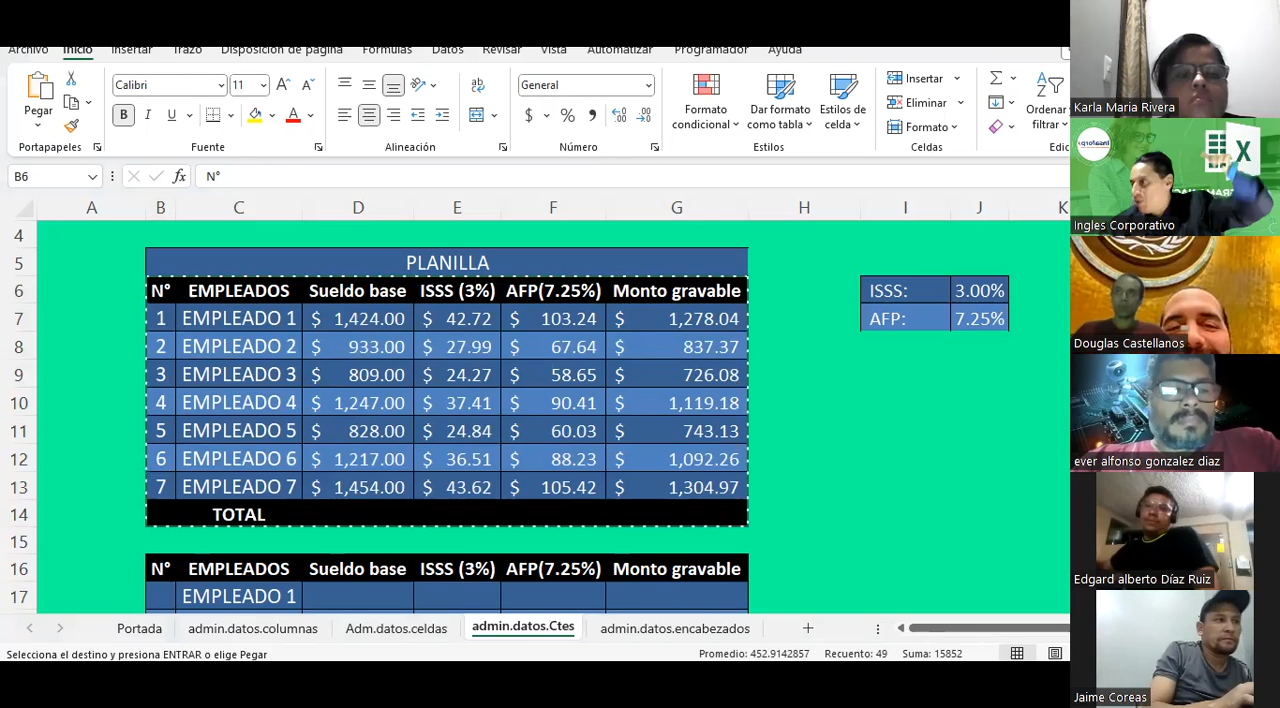 Archivo Inicio Insertar Trazo Disposición de página Fórmulas Datos Revisar Vista Automatizar Programador Ayuda
Pegar
Calibri 11
General
Formato condicional
Dar formato como tabla
Estilos de celda
Insertar
Eliminar
Formato
Ordenar filtrar
Portapapeles Fuente Alineación Número Estilos Celdas Edic
B6 fx N°
A B C D E F G H I J K
4
5 PLANILLA
6 N° EMPLEADOS Sueldo base ISSS (3%) AFP(7.25%) Monto gravable ISSS: 3.00%
7 1 EMPLEADO 1 $ 1,424.00 $ 42.72 $ 103.24 $ 1,278.04 AFP: 7.25%
8 2 EMPLEADO 2 $ 933.00 $ 27.99 $ 67.64 $ 837.37
9 3 EMPLEADO 3 $ 809.00 $ 24.27 $ 58.65 $ 726.08
10 4 EMPLEADO 4 $ 1,247.00 $ 37.41 $ 90.41 $ 1,119.18
11 5 EMPLEADO 5 $ 828.00 $ 24.84 $ 60.03 $ 743.13
12 6 EMPLEADO 6 $ 1,217.00 $ 36.51 $ 88.23 $ 1,092.26
13 7 EMPLEADO 7 $ 1,454.00 $ 43.62 $ 105.42 $ 1,304.97
14 TOTAL
15
16 N° EMPLEADOS Sueldo base ISSS (3%) AFP(7.25%) Monto gravable
17 EMPLEADO 1
Portada admin.datos.columnas Adm.datos.celdas admin.datos.Ctes admin.datos.encabezados
Selecciona el destino y presiona ENTRAR o elige Pegar Promedio: 452.9142857 Recuento: 49 Suma: 15852
Karla Maria Rivera
Ingles Corporativo
Douglas Castellanos
ever alfonso gonzalez diaz
Edgard alberto Díaz Ruiz
Jaime Coreas